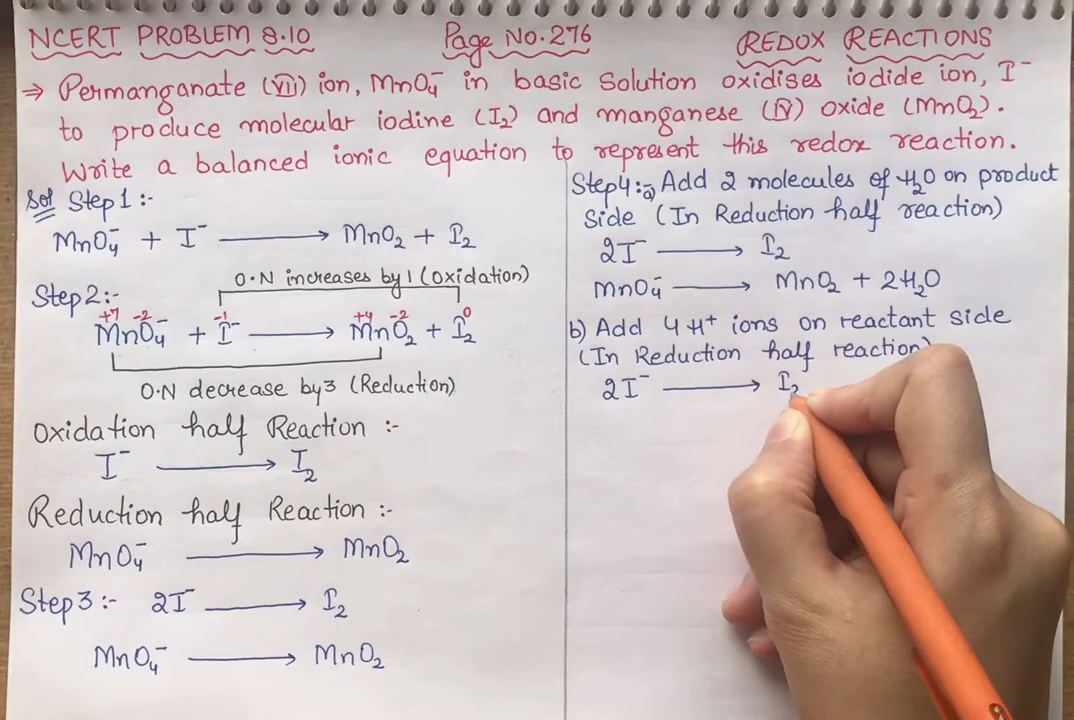 NCERT PROBLEM 8.10 Page No. 276 REDOX REACTIONS
⇒ Permanganate (VII) ion, MnO₄⁻ in basic solution oxidises iodide ion, I⁻
to produce molecular iodine (I₂) and manganese (IV) oxide (MnO₂).
Write a balanced ionic equation to represent this redox reaction.
Sol Step 1:-
MnO₄⁻ + I⁻ ⟶ MnO₂ + I₂
O.N increases by 1 (Oxidation)
Step 2:-
+7 -2 -1 +4 -2 0
MnO₄⁻ + I⁻ ⟶ MnO₂ + I₂
O.N decrease by 3 (Reduction)
Oxidation half Reaction :-
I⁻ ⟶ I₂
Reduction half Reaction :-
MnO₄⁻ ⟶ MnO₂
Step 3:- 2I⁻ ⟶ I₂
MnO₄⁻ ⟶ MnO₂
Step 4:- a) Add 2 molecules of H₂O on product
side (In Reduction half reaction)
2I⁻ ⟶ I₂
MnO₄⁻ ⟶ MnO₂ + 2H₂O
b) Add 4H⁺ ions on reactant side
(In Reduction half reaction)
2I⁻ ⟶ I₂